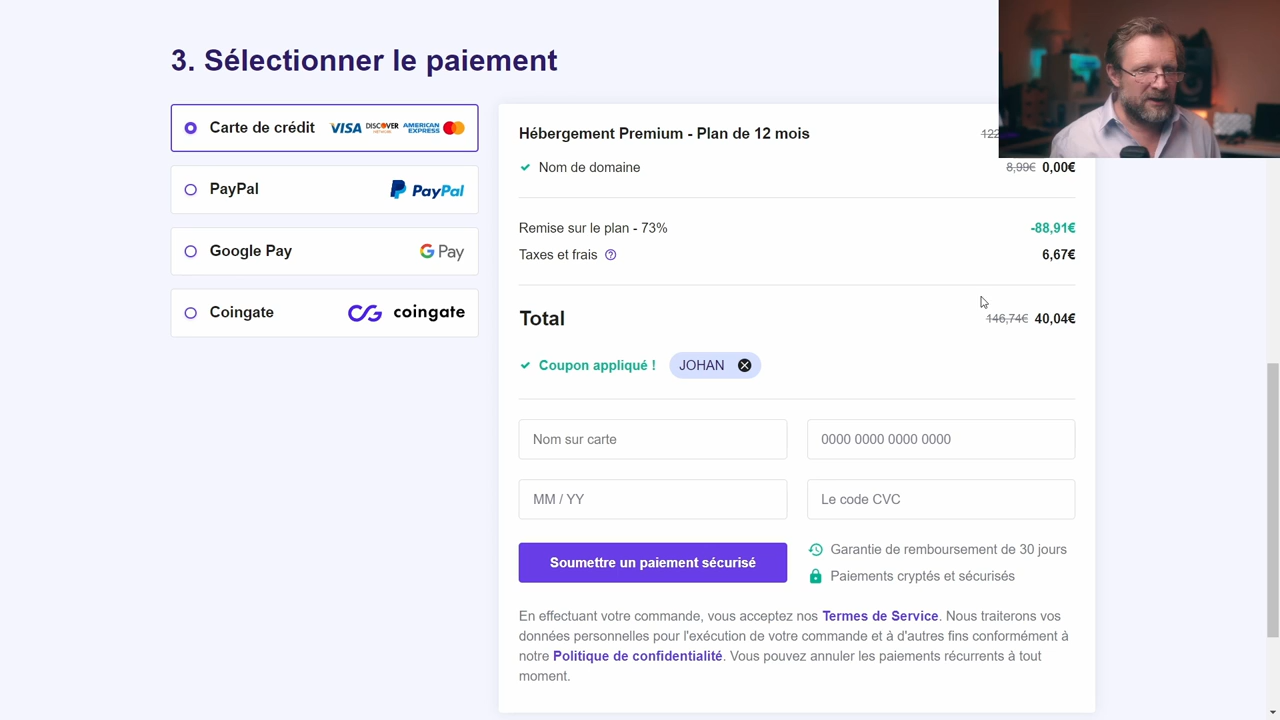 3. Sélectionner le paiement
Carte de crédit VISA DISCOVER NETWORK AMERICAN EXPRESS
PayPal PayPal
Google Pay G Pay
Coingate coingate
Hébergement Premium - Plan de 12 mois 122
Nom de domaine 8,99€ 0,00€
Remise sur le plan - 73% -88,91€
Taxes et frais ? 6,67€
Total 146,74€ 40,04€
Coupon appliqué ! JOHAN
Nom sur carte 0000 0000 0000 0000
MM / YY Le code CVC
Soumettre un paiement sécurisé
Garantie de remboursement de 30 jours
Paiements cryptés et sécurisés
En effectuant votre commande, vous acceptez nos Termes de Service. Nous traiterons vos
données personnelles pour l'exécution de votre commande et à d'autres fins conformément à
notre Politique de confidentialité. Vous pouvez annuler les paiements récurrents à tout
moment.